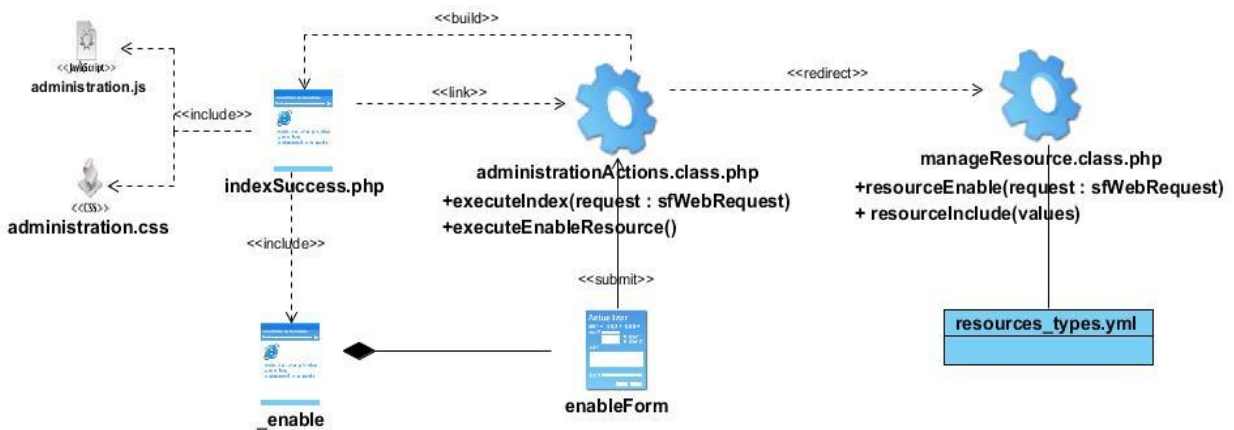 <<build>>
<<JavaScript>>
administration.js
<<include>>
<<link>>
<<redirect>>
indexSuccess.php
administrationActions.class.php
+executeIndex(request : sfWebRequest)
+executeEnableResource()
manageResource.class.php
+resourceEnable(request : sfWebRequest)
+ resourceInclude(values)
<<CSS>>
administration.css
<<include>>
<<submit>>
resources_types.yml
enableForm
_enable